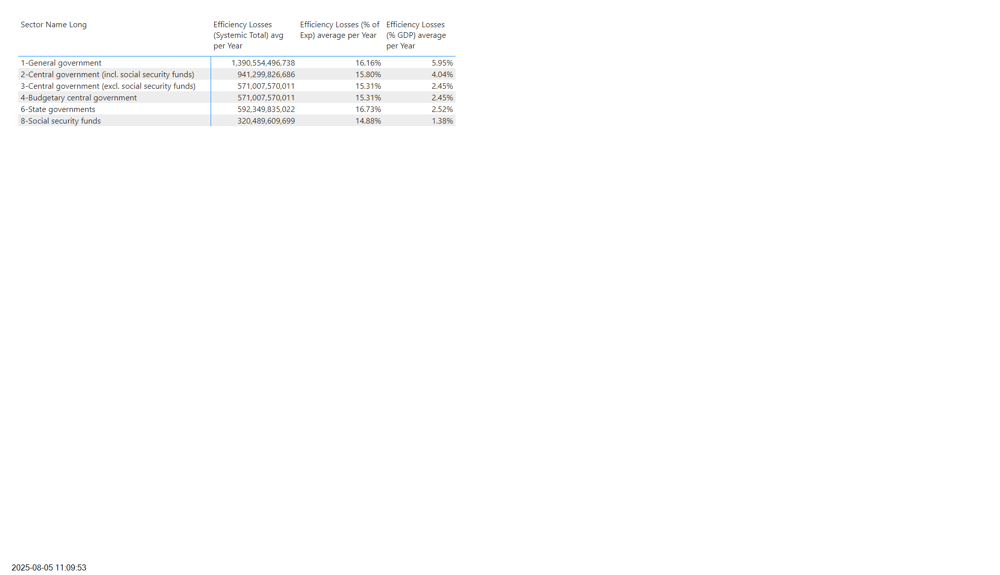 Sector Name Long Efficiency Losses (Systemic Total) avg per Year Efficiency Losses (% of Exp) average per Year Efficiency Losses (% GDP) average per Year
1-General government 1,390,554,496,738 16.16% 5.95%
2-Central government (incl. social security funds) 941,299,826,686 15.80% 4.04%
3-Central government (excl. social security funds) 571,007,570,011 15.31% 2.45%
4-Budgetary central government 571,007,570,011 15.31% 2.45%
6-State governments 592,349,835,022 16.73% 2.52%
8-Social security funds 320,489,609,699 14.88% 1.38%
2025-08-05 11:09:53